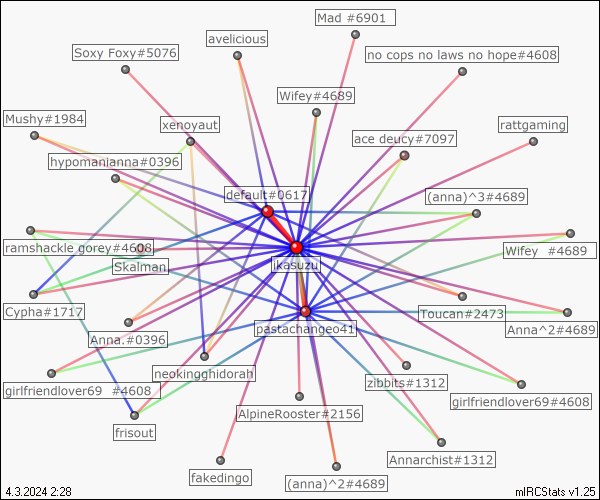 Mad #6901
avelicious
Soxy Foxy#5076
no cops no laws no hope#4608
Wifey#4689
Mushy#1984
xenoyaut
rattgaming
ace deucy#7097
hypomanianna#0396
default#0617
(anna)^3#4689
ramshackle gorey#4608
Wifey #4689
Skalman
ikasuzu
Cypha#1717
Toucan#2473
Anna^2#4689
pastachangeo41
Anna.#0396
neokingghidorah
zibbits#1312
girlfriendlover69 #4608
girlfriendlover69#4608
AlpineRooster#2156
frisout
Annarchist#1312
fakedingo
(anna)^2#4689
4.3.2024 2:28
mIRCStats v1.25